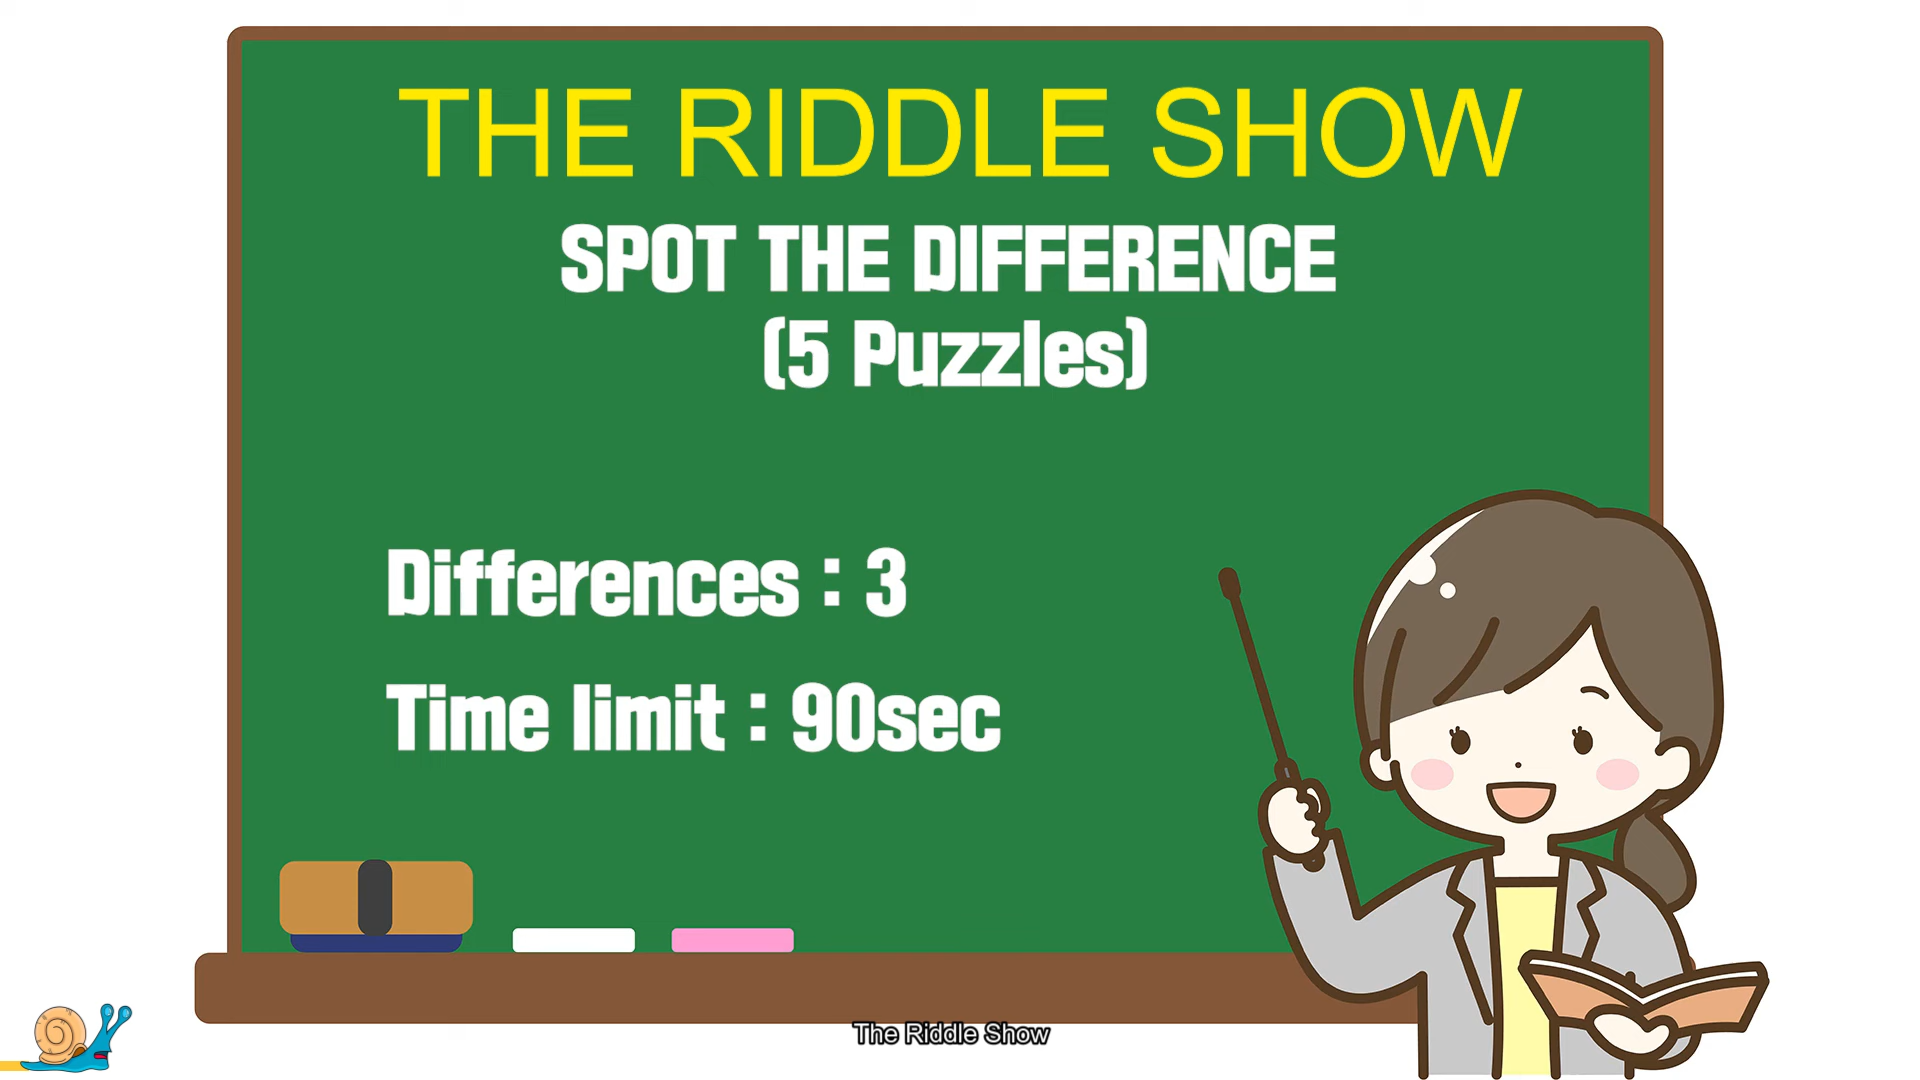 THE RIDDLE SHOW
SPOT THE DIFFERENCE
(5 Puzzles)
Differences : 3
Time limit : 90sec
The Riddle Show